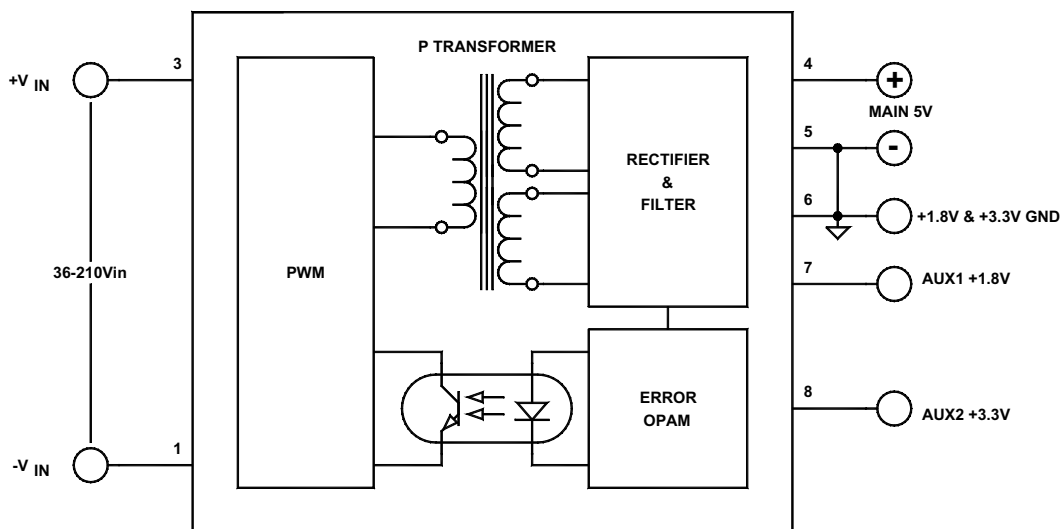 P TRANSFORMER
+V IN
3
4
+
MAIN 5V
5
-
RECTIFIER
&
FILTER
6
+1.8V & +3.3V GND
36-210Vin
PWM
7
AUX1 +1.8V
ERROR
OPAM
8
AUX2 +3.3V
1
-V IN